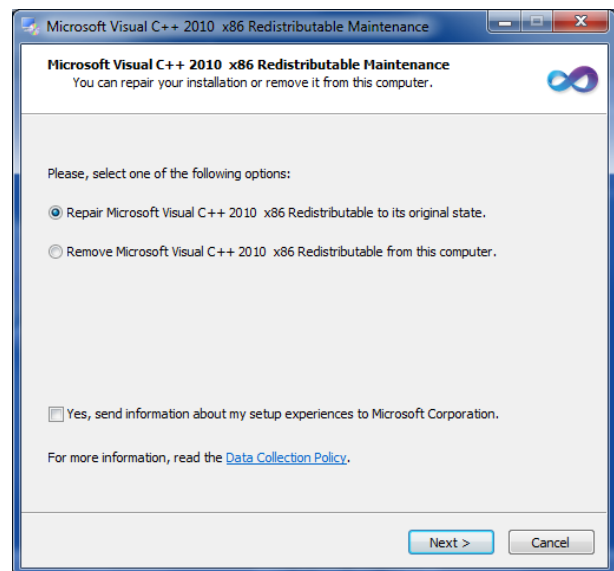 Microsoft Visual C++ 2010  x86 Redistributable Maintenance
Microsoft Visual C++ 2010  x86 Redistributable Maintenance
You can repair your installation or remove it from this computer.
Please, select one of the following options:
Repair Microsoft Visual C++ 2010  x86 Redistributable to its original state.
Remove Microsoft Visual C++ 2010  x86 Redistributable from this computer.
Yes, send information about my setup experiences to Microsoft Corporation.
For more information, read the Data Collection Policy.
Next > Cancel